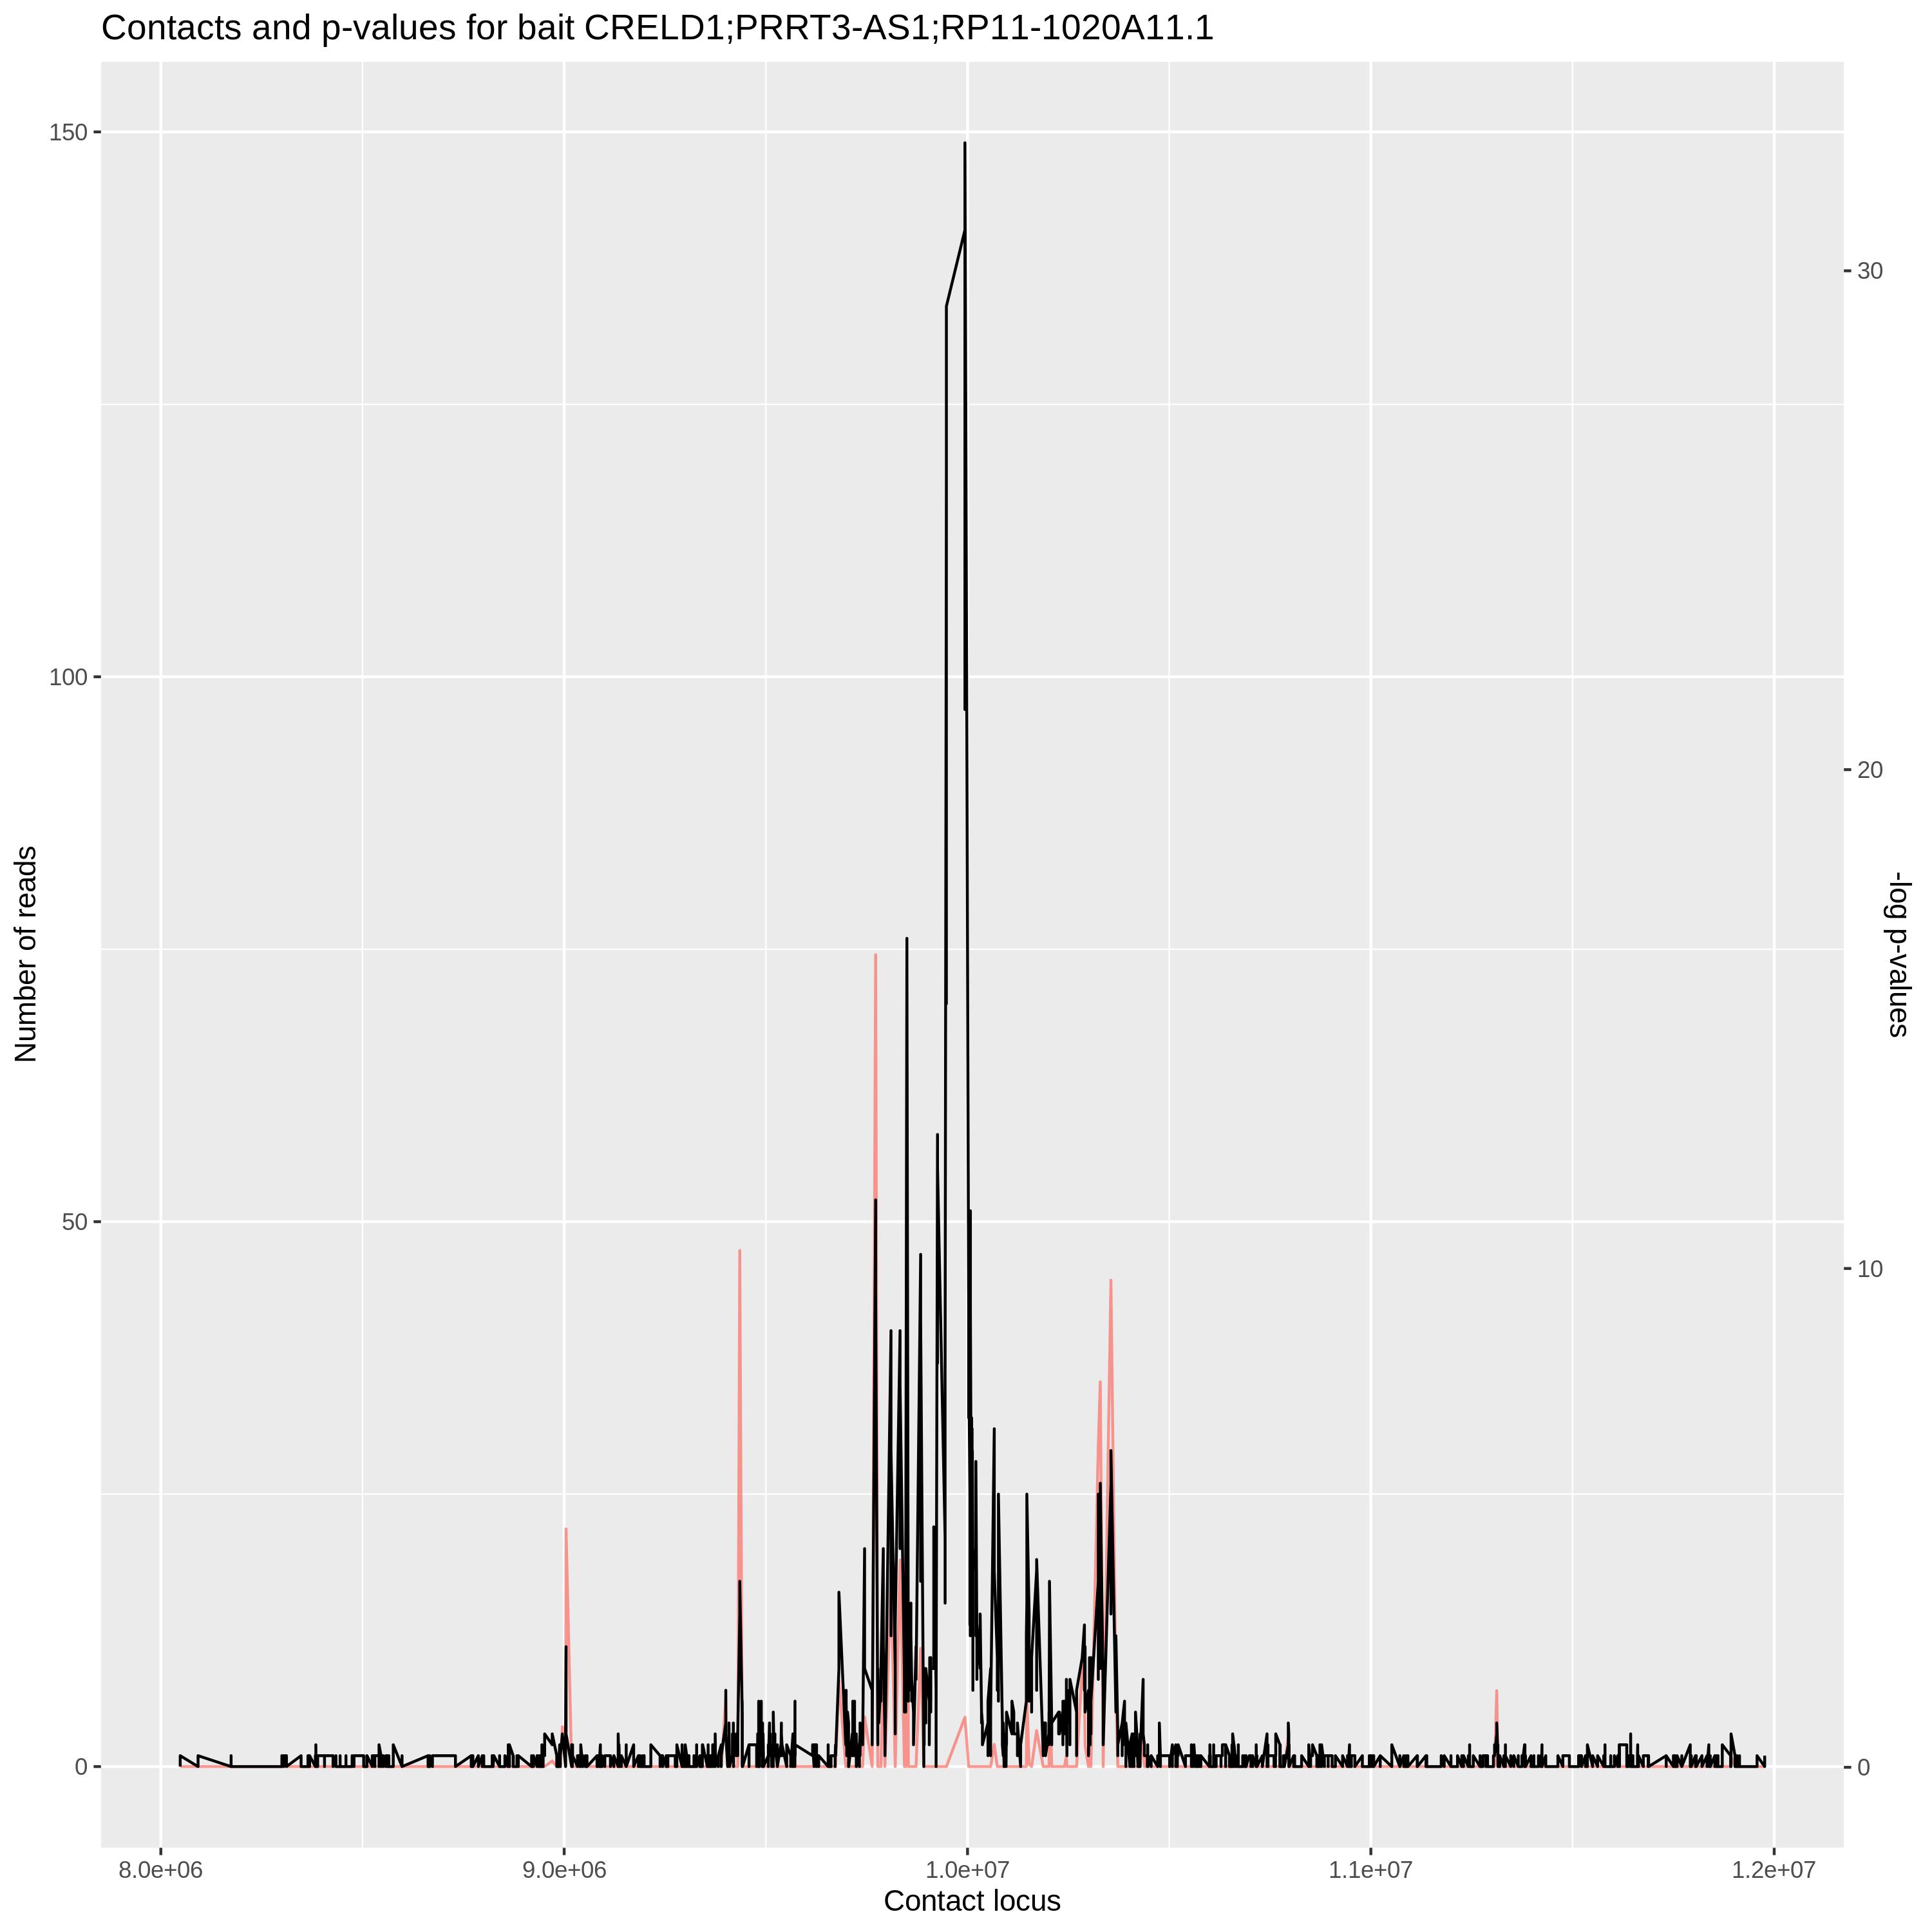 Contacts and p-values for bait CRELD1;PRRT3-AS1;RP11-1020A11.1
150
100
50
0
Number of reads
30
20
10
0
-log p-values
8.0e+06
9.0e+06
1.0e+07
1.1e+07
1.2e+07
Contact locus